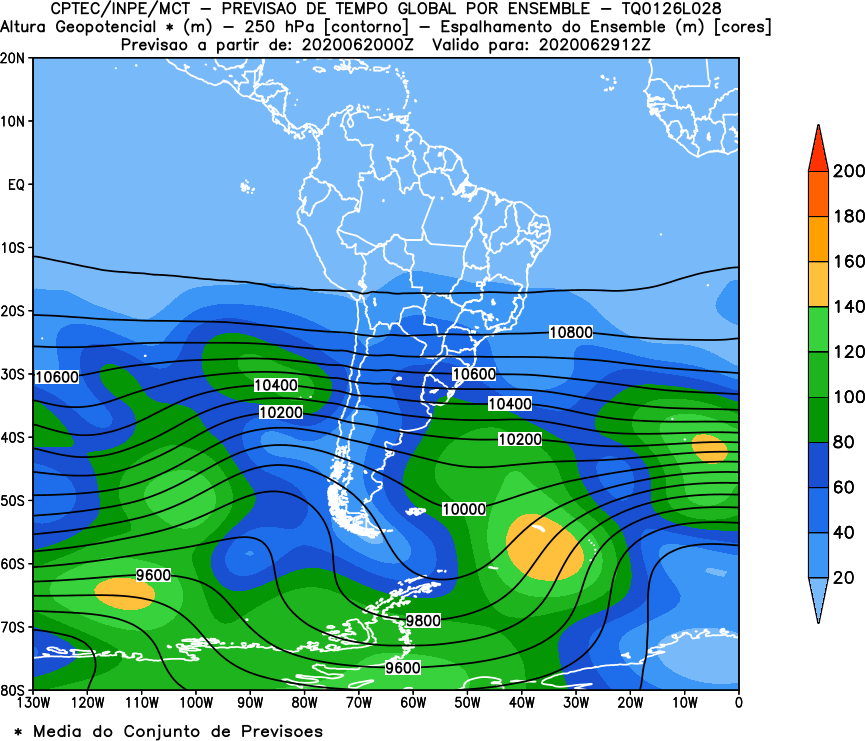 CPTEC/INPE/MCT – PREVISAO DE TEMPO GLOBAL POR ENSEMBLE – TQ0126L028
Altura Geopotencial * (m) – 250 hPa [contorno] – Espalhamento do Ensemble (m) [cores]
Previsao a partir de: 2020062000Z Valido para: 2020062912Z
20N
10N
EQ
10S
20S
30S
40S
50S
60S
70S
80S
130W 120W 110W 100W 90W 80W 70W 60W 50W 40W 30W 20W 10W 0
10800
10600
10600
10400
10400
10200
10200
10000
9600
9800
9600
200
180
160
140
120
100
80
60
40
20
* Media do Conjunto de Previsoes